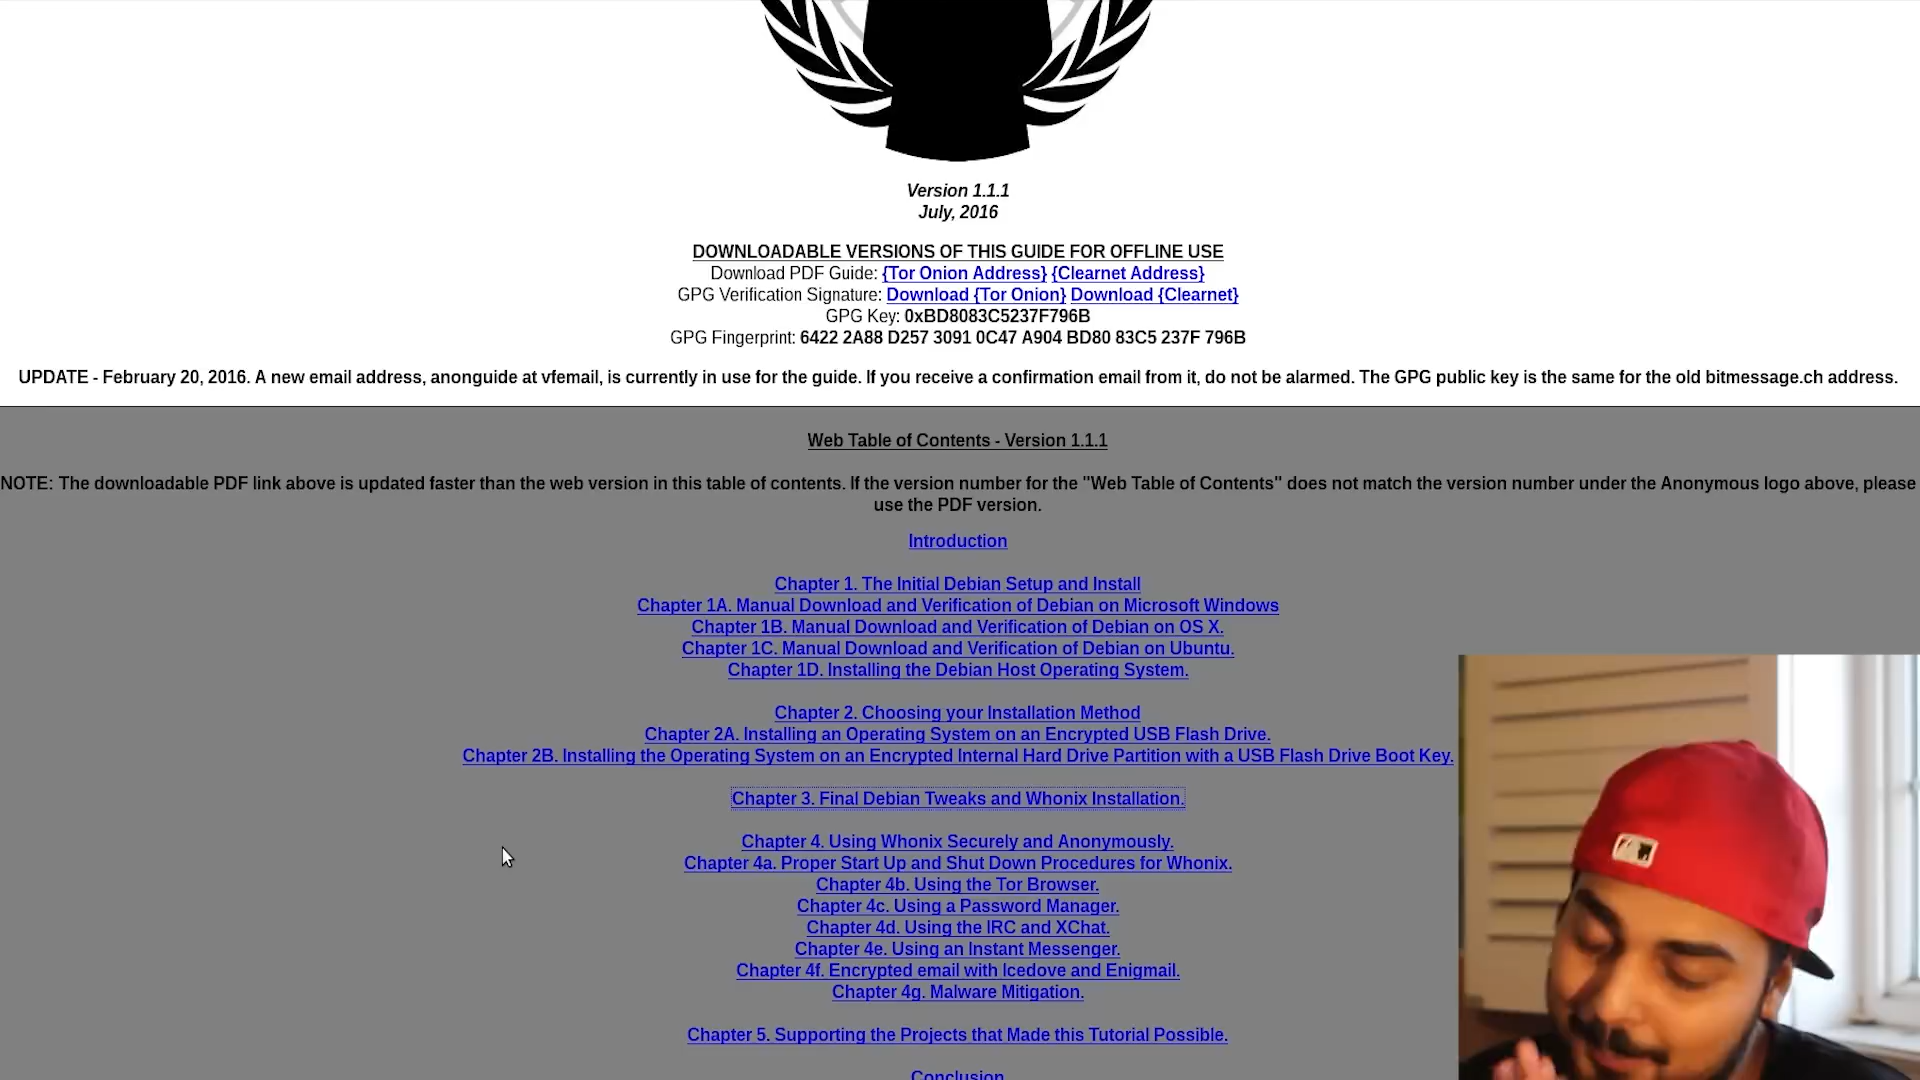 Version 1.1.1
July, 2016
DOWNLOADABLE VERSIONS OF THIS GUIDE FOR OFFLINE USE
Download PDF Guide: {Tor Onion Address} {Clearnet Address}
GPG Verification Signature: Download {Tor Onion} Download {Clearnet}
GPG Key: 0xBD8083C5237F796B
GPG Fingerprint: 6422 2A88 D257 3091 0C47 A904 BD80 83C5 237F 796B
UPDATE - February 20, 2016. A new email address, anonguide at vfemail, is currently in use for the guide. If you receive a confirmation email from it, do not be alarmed. The GPG public key is the same for the old bitmessage.ch address.
Web Table of Contents - Version 1.1.1
NOTE: The downloadable PDF link above is updated faster than the web version in this table of contents. If the version number for the "Web Table of Contents" does not match the version number under the Anonymous logo above, please
use the PDF version.
Introduction
Chapter 1. The Initial Debian Setup and Install
Chapter 1A. Manual Download and Verification of Debian on Microsoft Windows
Chapter 1B. Manual Download and Verification of Debian on OS X.
Chapter 1C. Manual Download and Verification of Debian on Ubuntu.
Chapter 1D. Installing the Debian Host Operating System.
Chapter 2. Choosing your Installation Method
Chapter 2A. Installing an Operating System on an Encrypted USB Flash Drive.
Chapter 2B. Installing the Operating System on an Encrypted Internal Hard Drive Partition with a USB Flash Drive Boot Key.
Chapter 3. Final Debian Tweaks and Whonix Installation.
Chapter 4. Using Whonix Securely and Anonymously.
Chapter 4a. Proper Start Up and Shut Down Procedures for Whonix.
Chapter 4b. Using the Tor Browser.
Chapter 4c. Using a Password Manager.
Chapter 4d. Using the IRC and XChat.
Chapter 4e. Using an Instant Messenger.
Chapter 4f. Encrypted email with Icedove and Enigmail.
Chapter 4g. Malware Mitigation.
Chapter 5. Supporting the Projects that Made this Tutorial Possible.
Conclusion